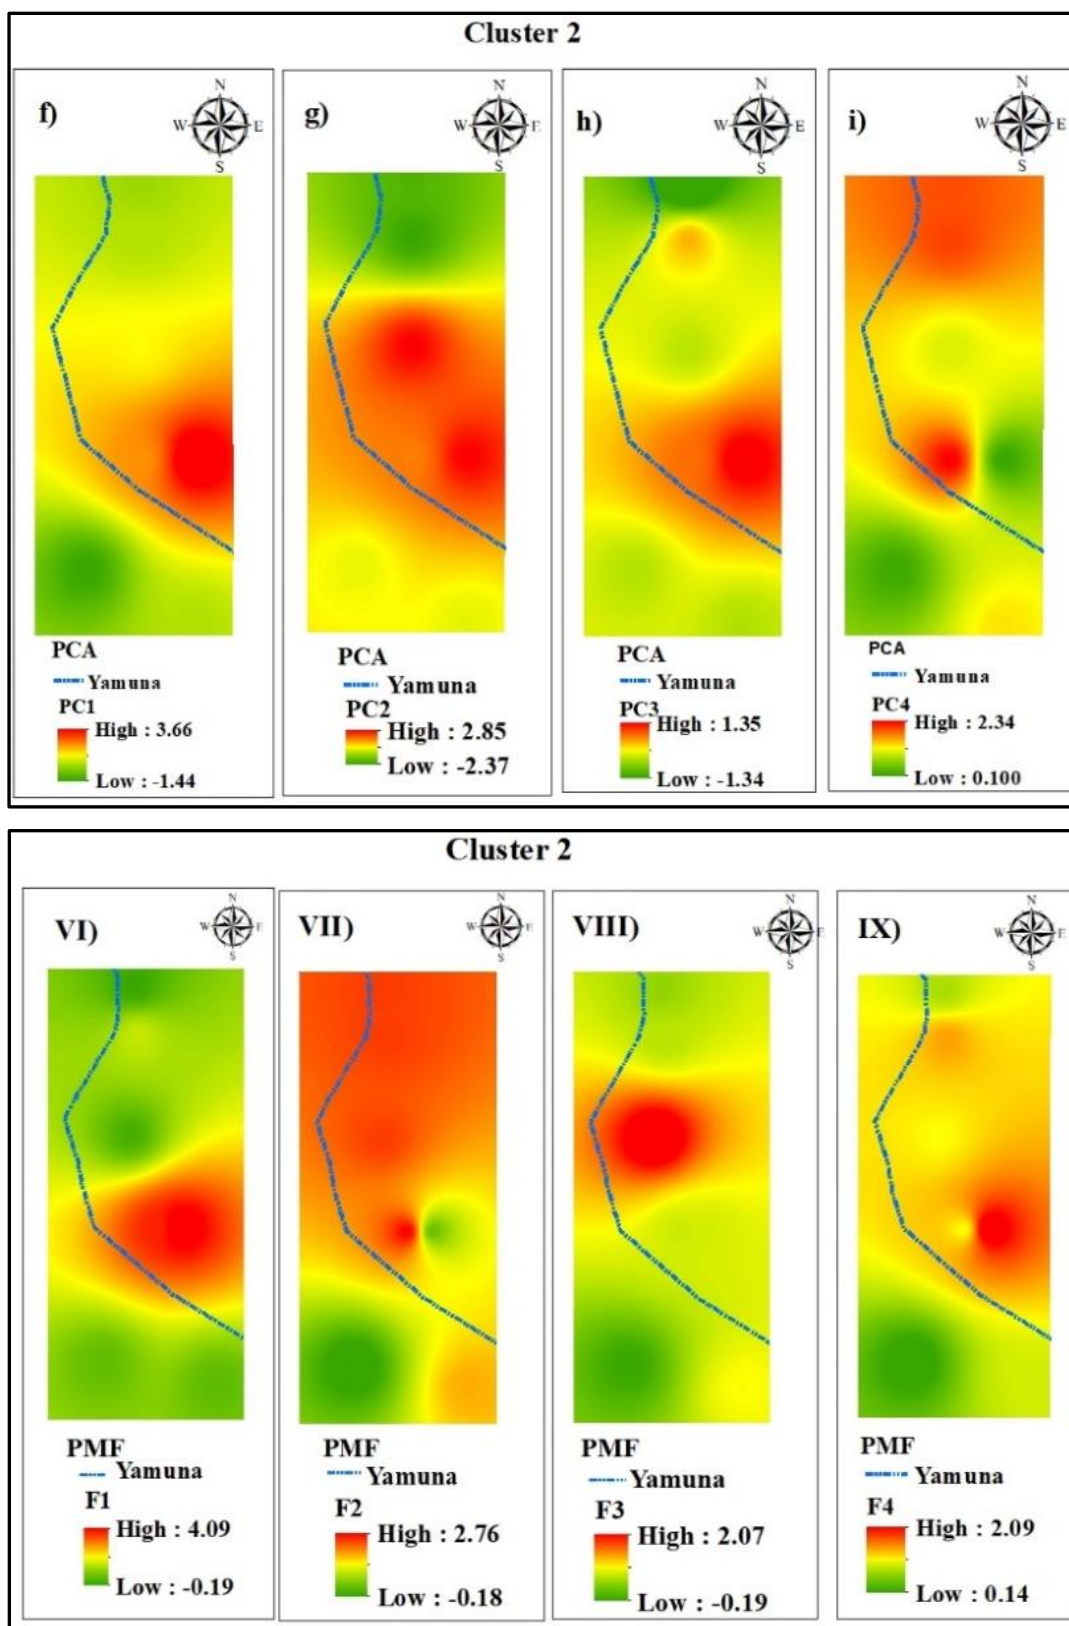 Cluster 2
f)
N
W E
S
PCA
Yamuna
PC1
High : 3.66
Low : -1.44
g)
N
W E
S
PCA
Yamuna
PC2
High : 2.85
Low : -2.37
h)
N
W E
S
PCA
Yamuna
PC3
High : 1.35
Low : -1.34
i)
N
W E
S
PCA
Yamuna
PC4
High : 2.34
Low : 0.100
Cluster 2
VI)
N
W E
S
PMF
Yamuna
F1
High : 4.09
Low : -0.19
VII)
N
W E
S
PMF
Yamuna
F2
High : 2.76
Low : -0.18
VIII)
N
W E
S
PMF
Yamuna
F3
High : 2.07
Low : -0.19
IX)
N
W E
S
PMF
Yamuna
F4
High : 2.09
Low : 0.14